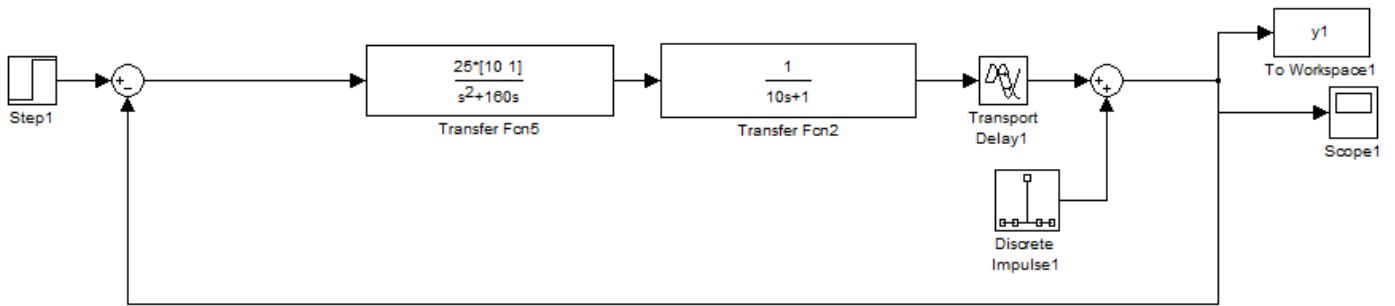 Step1
+
−
25*[10 1]
s²+160s
Transfer Fcn5
1
10s+1
Transfer Fcn2
Transport
Delay1
+
+
Discrete
Impulse1
y1
To Workspace1
Scope1